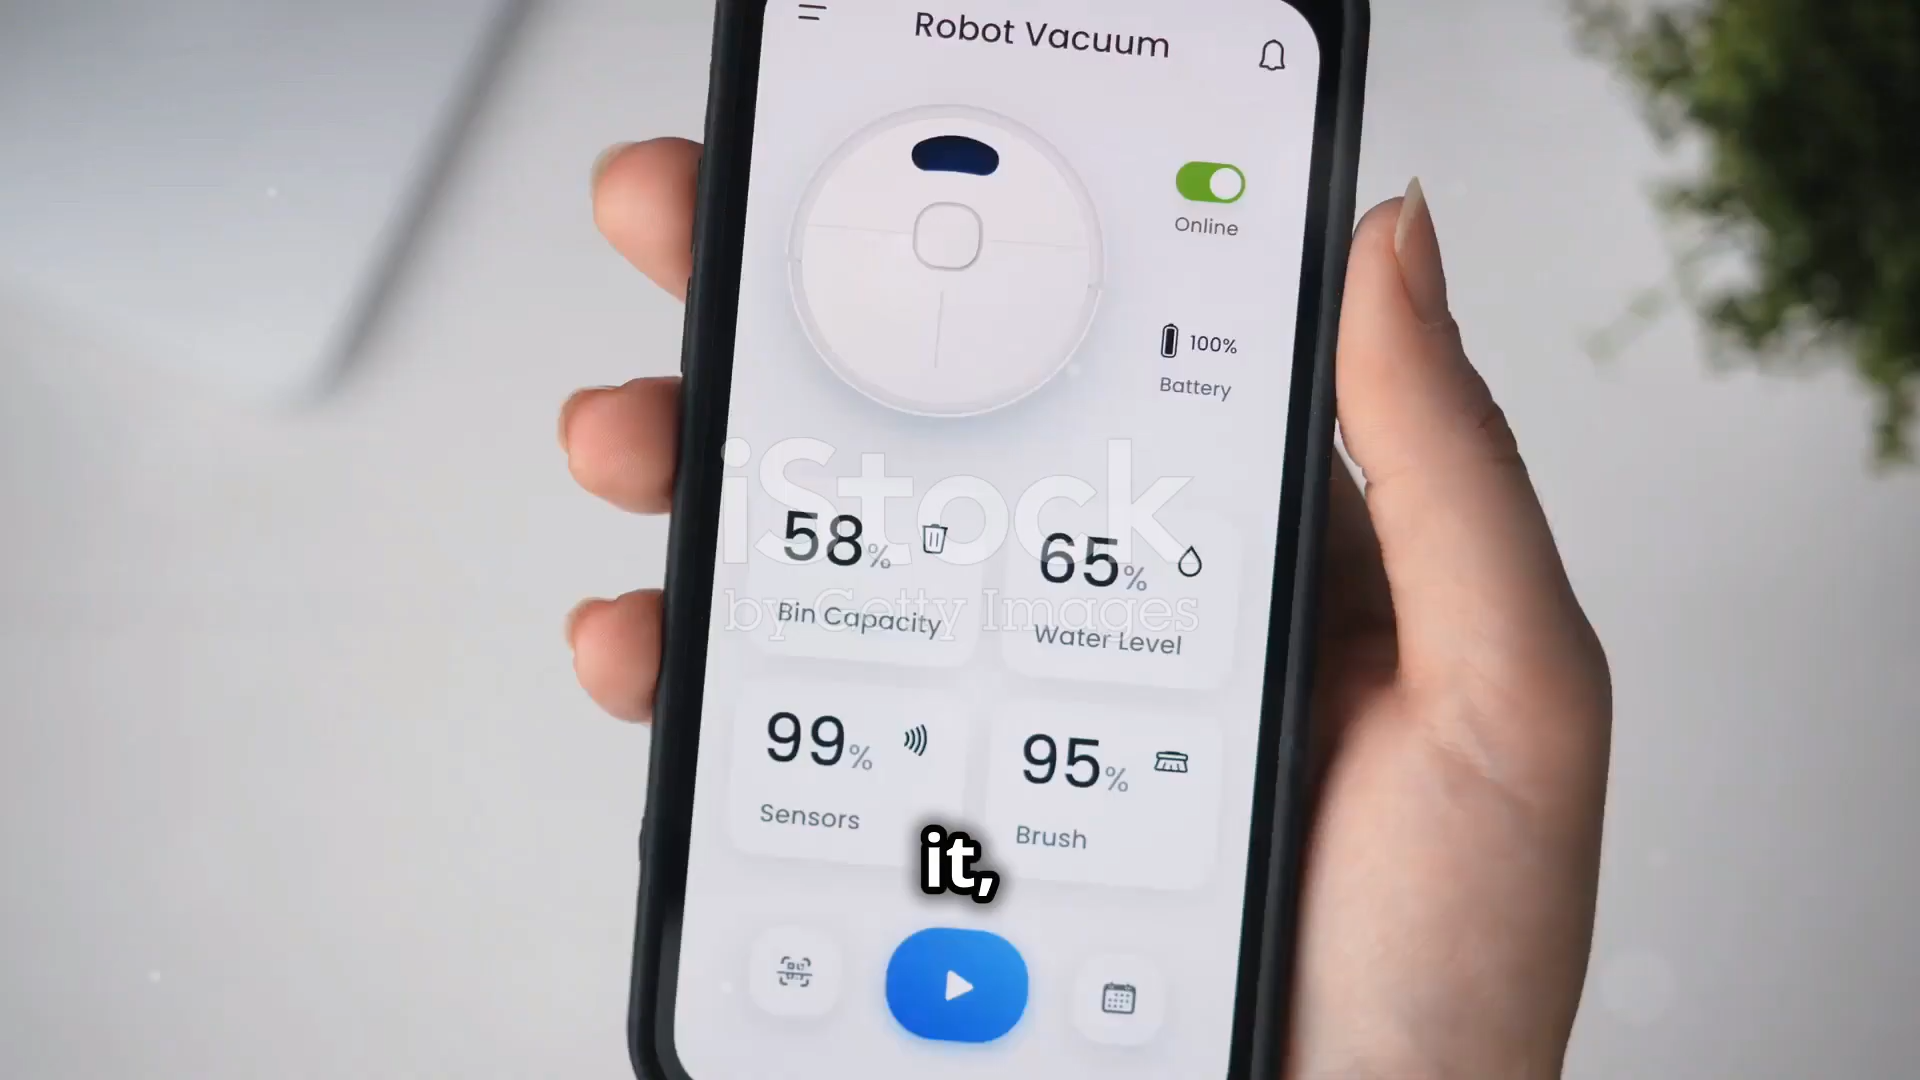 Robot Vacuum
Online
100%
Battery
iStock
by Getty Images
58%
Bin Capacity
65%
Water Level
99%
Sensors
95%
Brush
it,